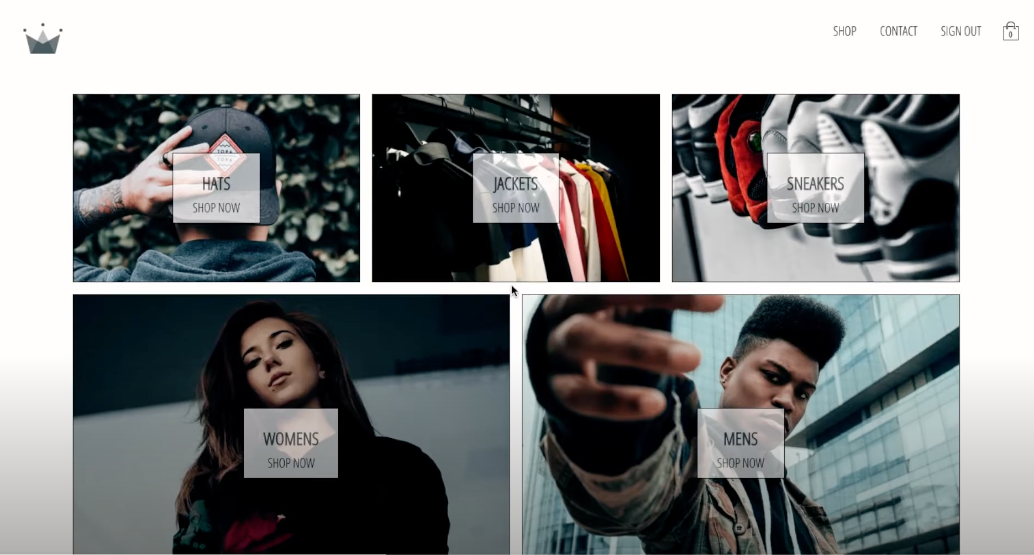 SHOP CONTACT SIGN OUT 0
HATS
SHOP NOW
JACKETS
SHOP NOW
SNEAKERS
SHOP NOW
WOMENS
SHOP NOW
MENS
SHOP NOW